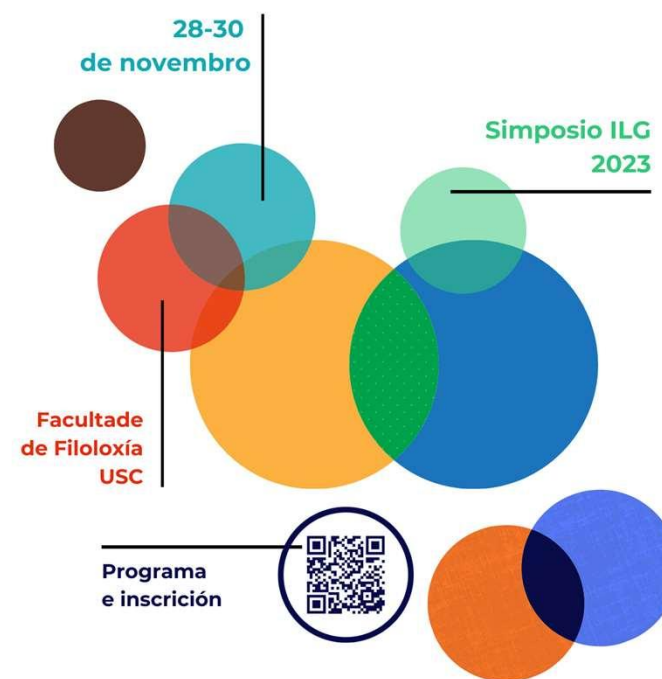 28-30
de novembro
Simposio ILG
2023
Facultade
de Filoloxía
USC
Programa
e inscrición